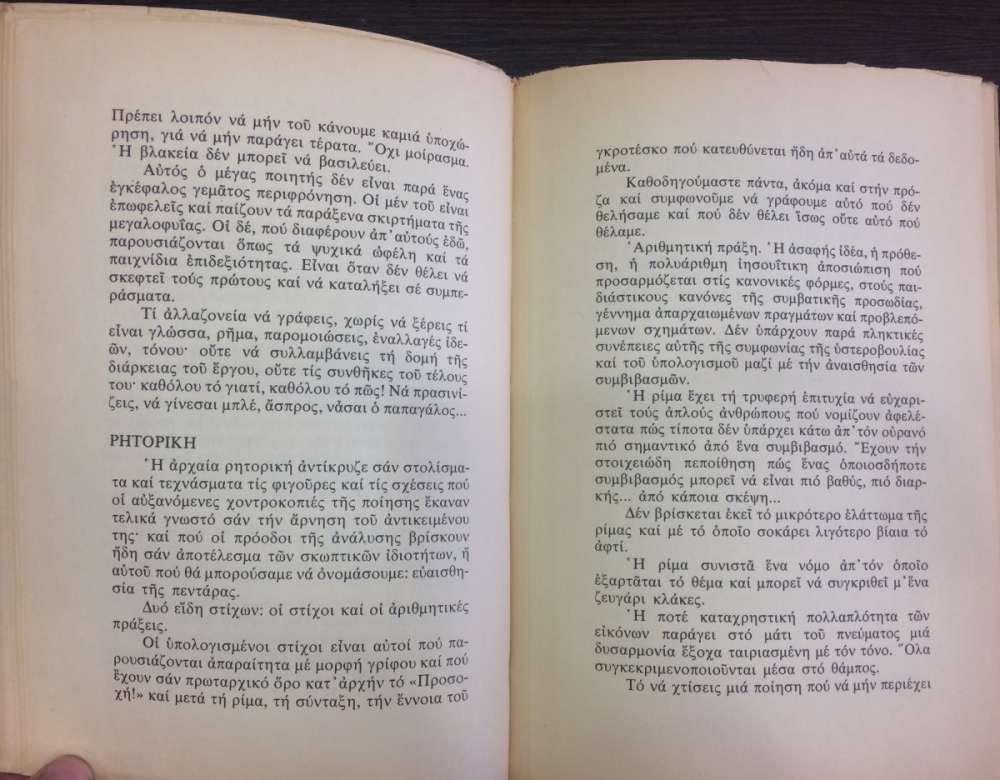 Πρέπει λοιπόν νά μήν τοῦ κάνουμε καμιά ὑποχώ-
ρηση, γιά νά μήν παράγει τέρατα. Ὄχι μοίρασμα.
Ἡ βλακεία δέν μπορεῖ νά βασιλεύει.
Αὐτός ὁ μέγας ποιητής δέν εἶναι παρά ἕνας
ἐγκέφαλος γεμᾶτος περιφρόνηση. Οἱ μέν τοῦ εἶναι
ἐπωφελεῖς καί παίζουν τά παράξενα σκιρτήματα τῆς
μεγαλοφυΐας. Οἱ δέ, πού διαφέρουν ἀπ᾿αὐτούς ἐδῶ,
παρουσιάζονται ὅπως τά ψυχικά ὠφέλη καί τά
παιχνίδια ἐπιδεξιότητας. Εἶναι ὅταν δέν θέλει νά
σκεφτεῖ τούς πρώτους καί νά καταλήξει σέ συμπε-
ράσματα.
Τί ἀλλαζονεία νά γράφεις, χωρίς νά ξέρεις τί
εἶναι γλώσσα, ρῆμα, παρομοιώσεις, ἐναλλαγές ἰδε-
ῶν, τόνου· οὔτε νά συλλαμβάνεις τή δομή τῆς
διάρκειας τοῦ ἔργου, οὔτε τίς συνθῆκες τοῦ τέλους
του· καθόλου τό γιατί, καθόλου τό πῶς! Νά πρασινί-
ζεις, νά γίνεσαι μπλέ, ἄσπρος, νᾶσαι ὁ παπαγάλος...
ΡΗΤΟΡΙΚΗ
Ἡ ἀρχαία ρητορική ἀντίκρυζε σάν στολίσμα-
τα καί τεχνάσματα τίς φιγοῦρες καί τίς σχέσεις πού
οἱ αὐξανόμενες χοντροκοπιές τῆς ποίησης ἔκαναν
τελικά γνωστό σάν τήν ἄρνηση τοῦ ἀντικειμένου
της· καί πού οἱ πρόοδοι τῆς ἀνάλυσης βρίσκουν
ἤδη σάν ἀποτέλεσμα τῶν σκωπτικῶν ἰδιοτήτων, ἤ
αὐτοῦ πού θά μπορούσαμε νά ὀνομάσουμε: εὐαισθη-
σία τῆς πεντάρας.
Δυό εἴδη στίχων: οἱ στίχοι καί οἱ ἀριθμητικές
πράξεις.
Οἱ ὑπολογισμένοι στίχοι εἶναι αὐτοί πού πα-
ρουσιάζονται ἀπαραίτητα μέ μορφή γρίφου καί πού
ἔχουν σάν πρωταρχικό ὅρο κατ᾿ἀρχήν τό «Προσο-
χή!» καί μετά τή ρίμα, τή σύνταξη, τήν ἔννοια τοῦ
γκροτέσκο πού κατευθύνεται ἤδη ἀπ᾿αὐτά τά δεδο-
μένα.
Καθοδηγούμαστε πάντα, ἀκόμα καί στήν πρό-
ζα καί συμφωνοῦμε νά γράφουμε αὐτό πού δέν
θελήσαμε καί πού δέν θέλει ἴσως οὔτε αὐτό πού
θέλαμε.
Ἀριθμητική πράξη. Ἡ ἀσαφής ἰδέα, ἡ πρόθε-
ση, ἡ πολυάριθμη ἰησουΐτικη ἀποσιώπιση πού
προσαρμόζεται στίς κανονικές φόρμες, στούς παι-
διάστικους κανόνες τῆς συμβατικῆς προσωδίας,
γέννημα ἀπαρχαιωμένων πραγμάτων καί προβλεπό-
μενων σχημάτων. Δέν ὑπάρχουν παρά πληκτικές
συνέπειες αὐτῆς τῆς συμφωνίας τῆς ὑστεροβουλίας
καί τοῦ ὑπολογισμοῦ μαζί μέ τήν ἀναισθησία τῶν
συμβιβασμῶν.
Ἡ ρίμα ἔχει τή τρυφερή ἐπιτυχία νά εὐχαρι-
στεῖ τούς ἁπλούς ἀνθρώπους πού νομίζουν ἀφελέ-
στατα πώς τίποτα δέν ὑπάρχει κάτω ἀπ᾿τόν οὐρανό
πιό σημαντικό ἀπό ἕνα συμβιβασμό. Ἔχουν τήν
στοιχειώδη πεποίθηση πώς ἕνας ὁποιοσδήποτε
συμβιβασμός μπορεῖ νά εἶναι πιό βαθύς, πιό διαρ-
κής... ἀπό κάποια σκέψη...
Δέν βρίσκεται ἐκεῖ τό μικρότερο ἐλάττωμα τῆς
ρίμας καί μέ τό ὁποῖο σοκάρει λιγότερο βίαια τό
ἀφτί.
Ἡ ρίμα συνιστᾶ ἕνα νόμο ἀπ᾿τόν ὁποῖο
ἐξαρτᾶται τό θέμα καί μπορεῖ νά συγκριθεῖ μ᾿ἕνα
ζευγάρι κλάκες.
Ἡ ποτέ καταχρηστική πολλαπλότητα τῶν
εἰκόνων παράγει στό μάτι τοῦ πνεύματος μιά
δυσαρμονία ἔξοχα ταιριασμένη μέ τόν τόνο. Ὅλα
συγκεκριμενοποιοῦνται μέσα στό θάμπος.
Τό νά χτίσεις μιά ποίηση πού νά μήν περιέχει